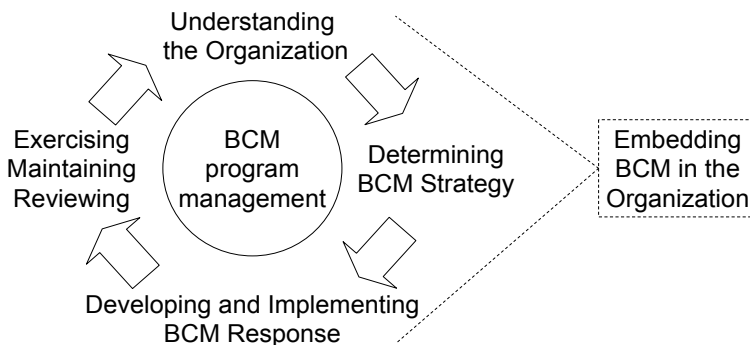 Understanding
the Organization
Exercising
Maintaining
Reviewing
BCM
program
management
Determining
BCM Strategy
Embedding
BCM in the
Organization
Developing and Implementing
BCM Response